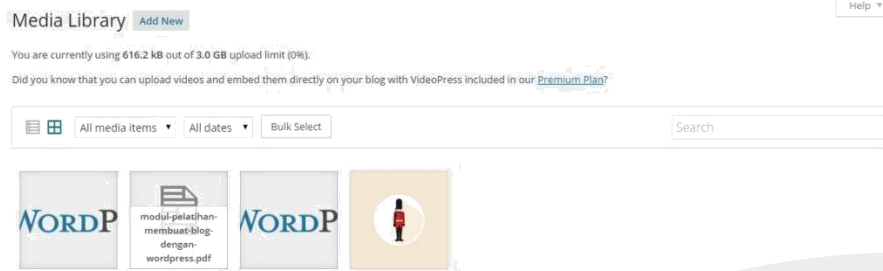 Help
Media Library Add New
You are currently using 616.2 kB out of 3.0 GB upload limit (0%).
Did you know that you can upload videos and embed them directly on your blog with VideoPress included in our Premium Plan?
All media items All dates Bulk Select Search
WORDP
modul-pelatihan-
membuat-blog-
dengan-
wordpress.pdf
WORDP